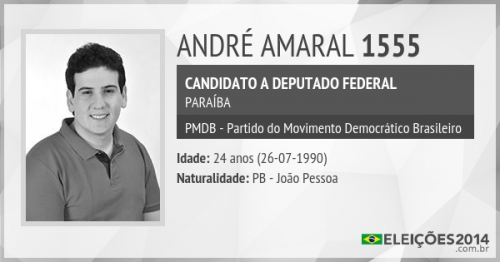 ANDRÉ AMARAL 1555
CANDIDATO A DEPUTADO FEDERAL
PARAÍBA
PMDB - Partido do Movimento Democrático Brasileiro
Idade: 24 anos (26-07-1990)
Naturalidade: PB - João Pessoa
ELEIÇÕES2014
.com.br